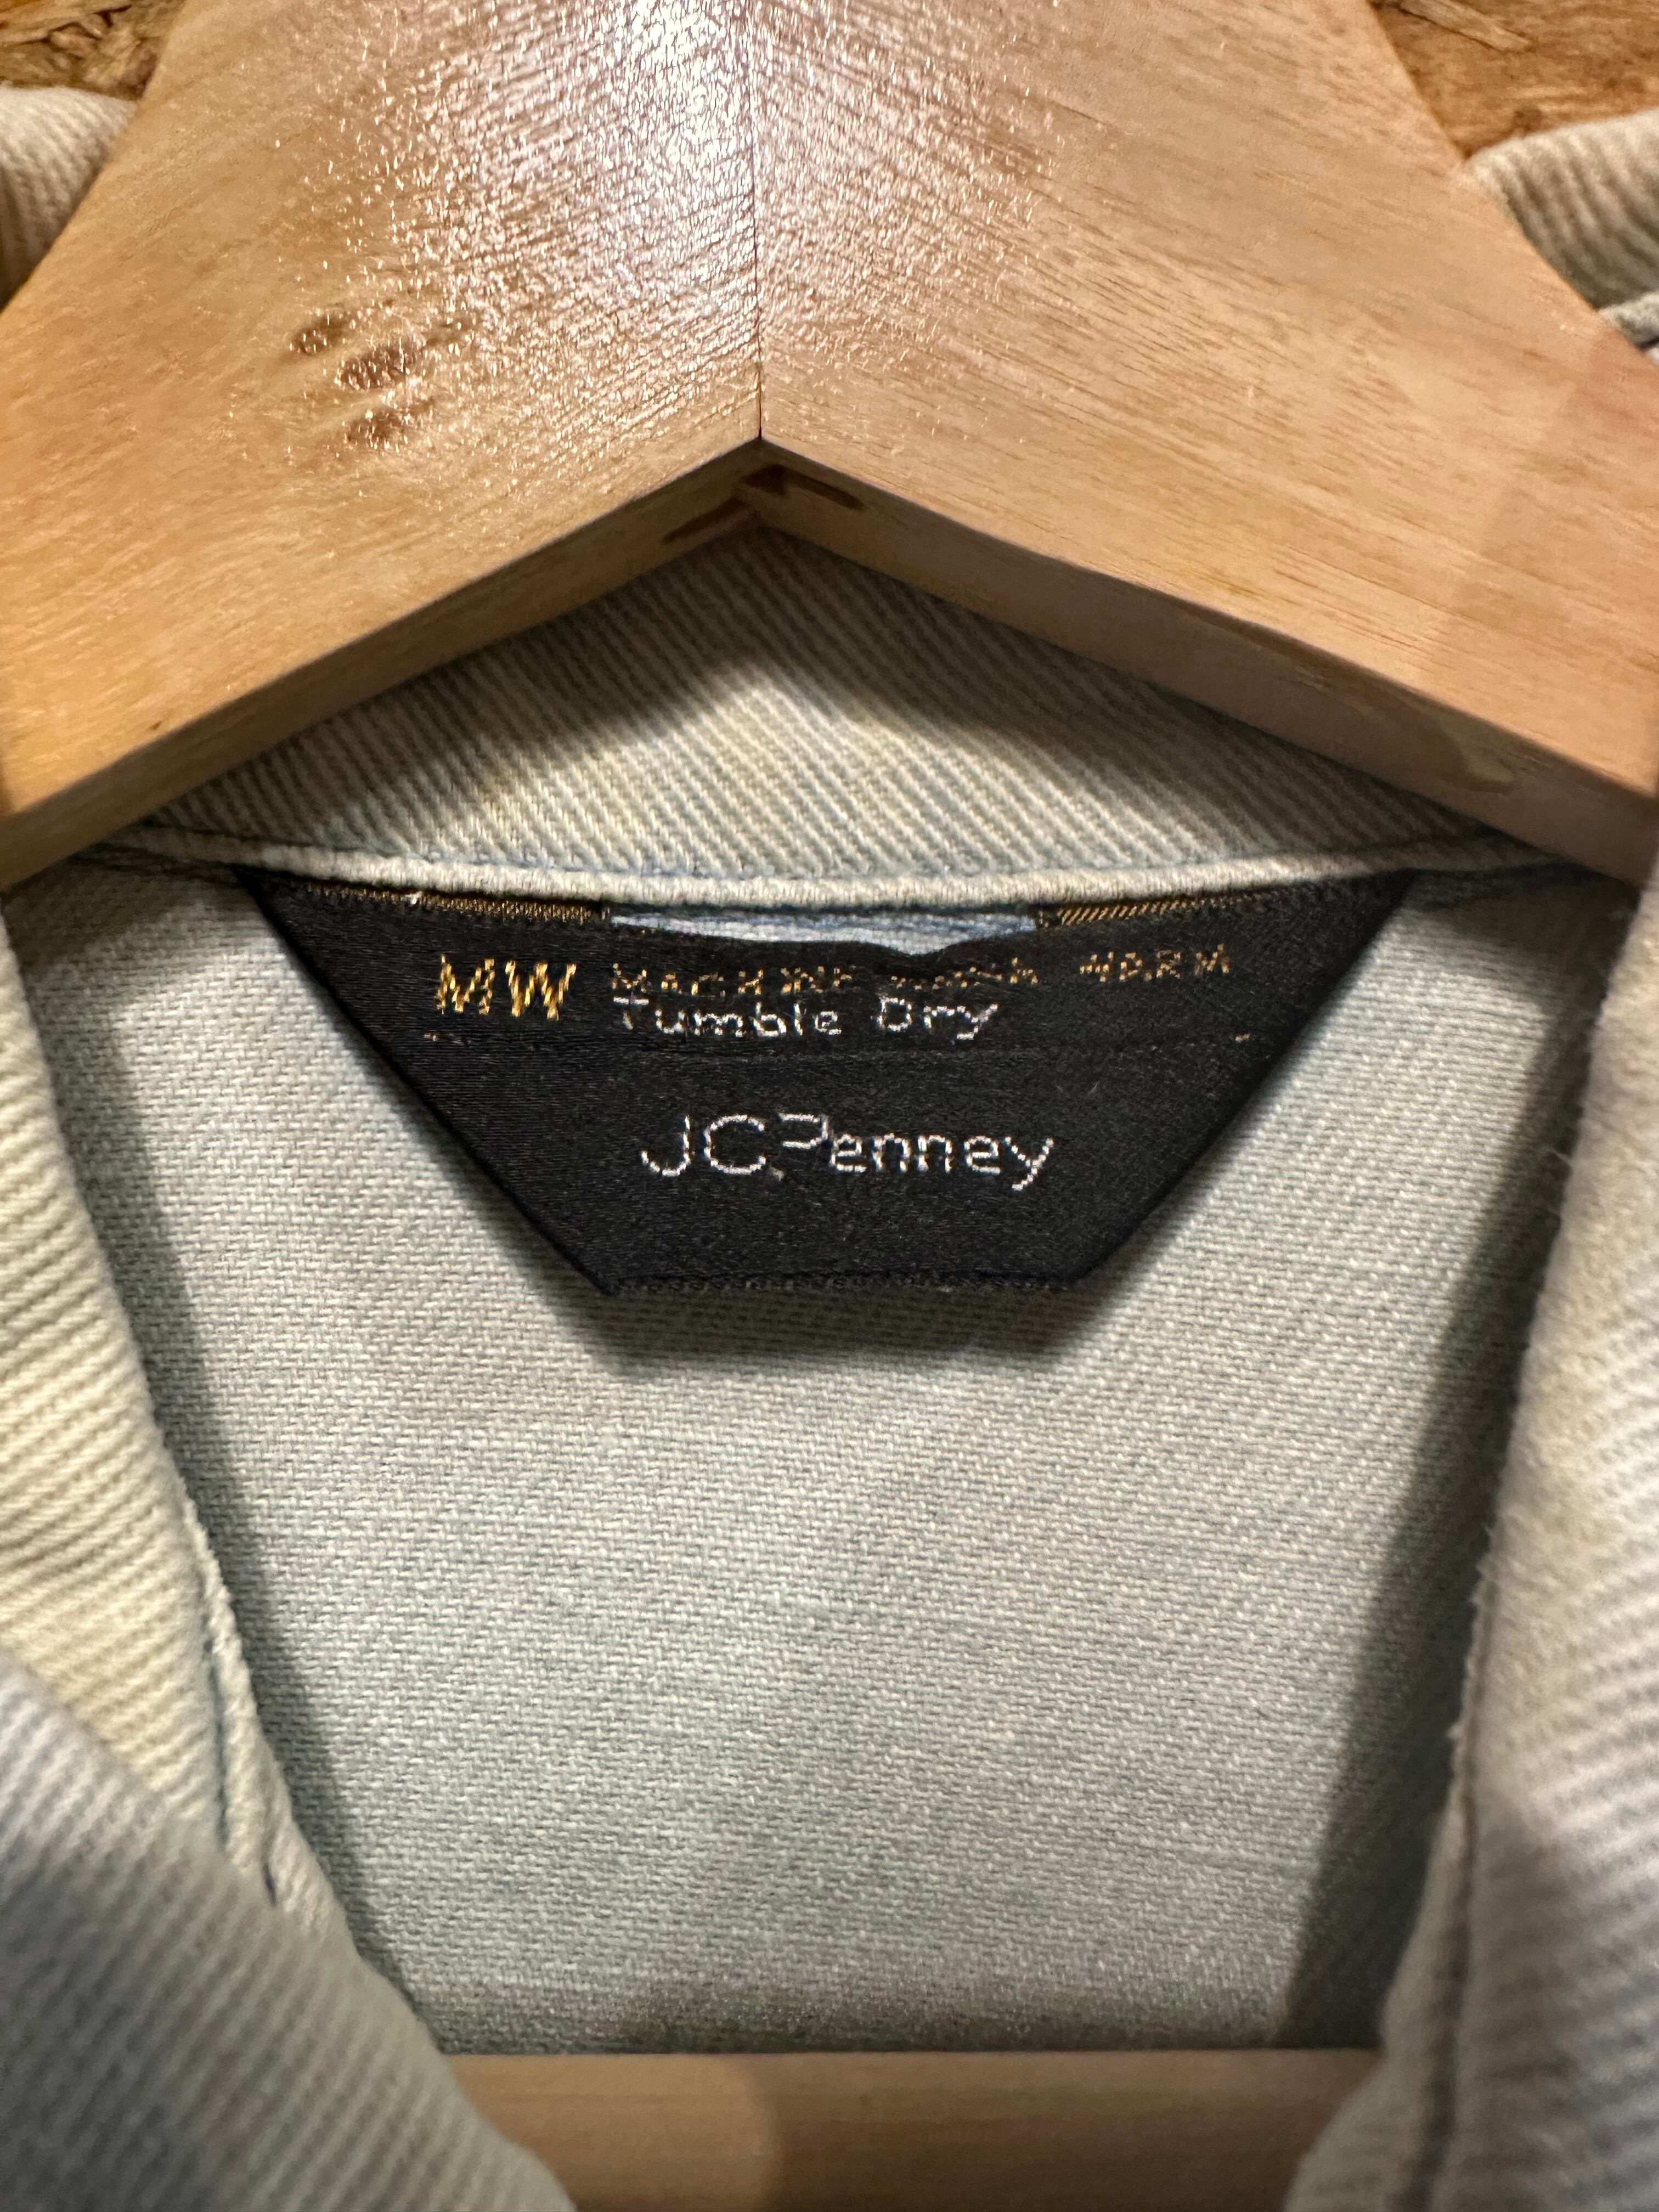 MW MACHINE WASH WARM
Tumble Dry
JCPenney